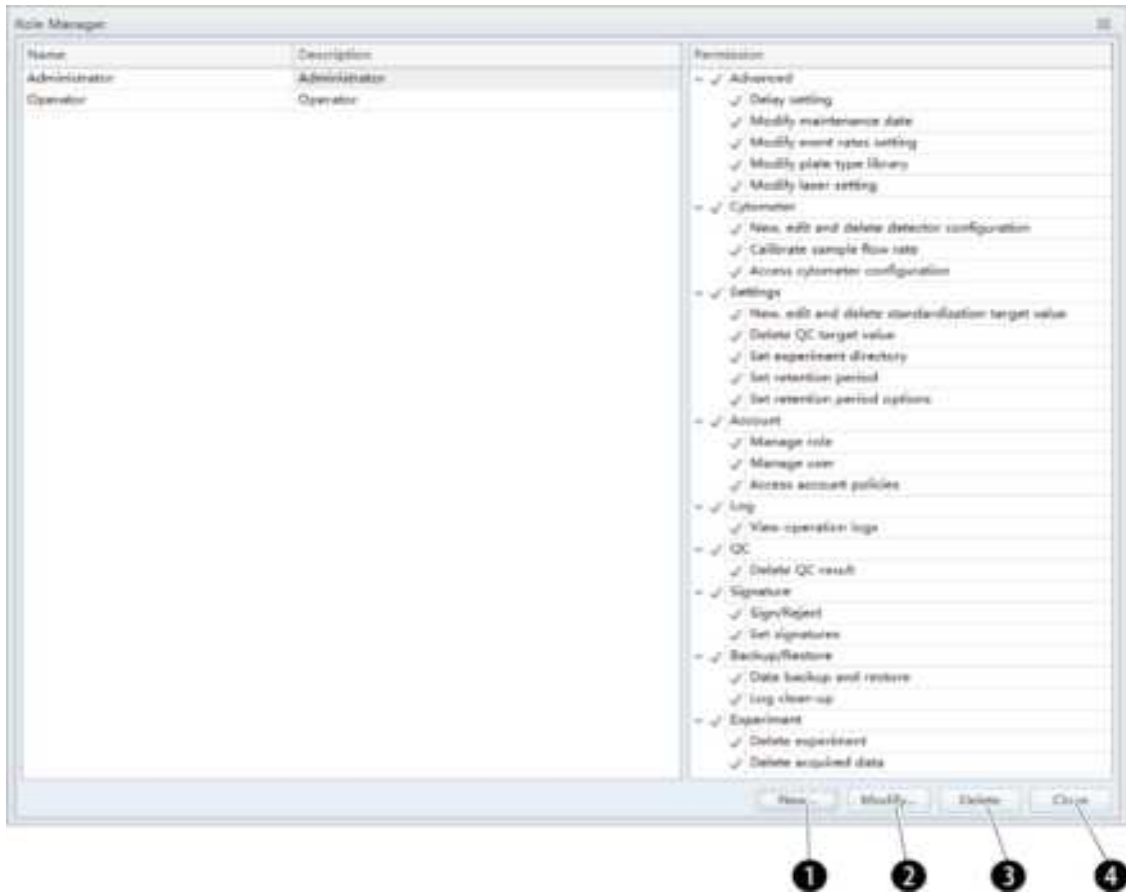 Role Manager
Name Description
Administrator Administrator
Operator Operator
Permission
Advanced
Delay setting
Modify maintenance date
Modify event rates setting
Modify plate type library
Modify laser setting
Cytometer
New, edit and delete detector configuration
Calibrate sample flow rate
Access cytometer configuration
Settings
New, edit and delete standardization target value
Delete QC target value
Set experiment directory
Set retention period
Set retention period options
Account
Manage role
Manage user
Access account policies
Log
View operation logs
QC
Delete QC result
Signature
Sign/Reject
Set signatures
Backup/Restore
Data backup and restore
Log clean-up
Experiment
Delete experiment
Delete acquired data
New... Modify... Delete Close
1 2 3 4